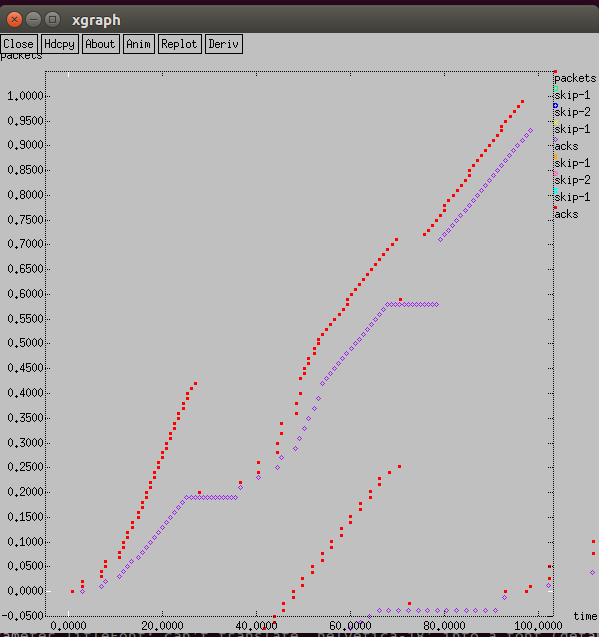 xgraph
Close Hdcpy About Anim Replot Deriv
packets
1.0000
0.9500
0.9000
0.8500
0.8000
0.7500
0.7000
0.6500
0.6000
0.5500
0.5000
0.4500
0.4000
0.3500
0.3000
0.2500
0.2000
0.1500
0.1000
0.0500
0.0000
-0.0500
packets
skip-1
skip-2
skip-1
acks
skip-1
skip-2
skip-1
acks
time
0.0000 20.0000 40.0000 60.0000 80.0000 100.0000